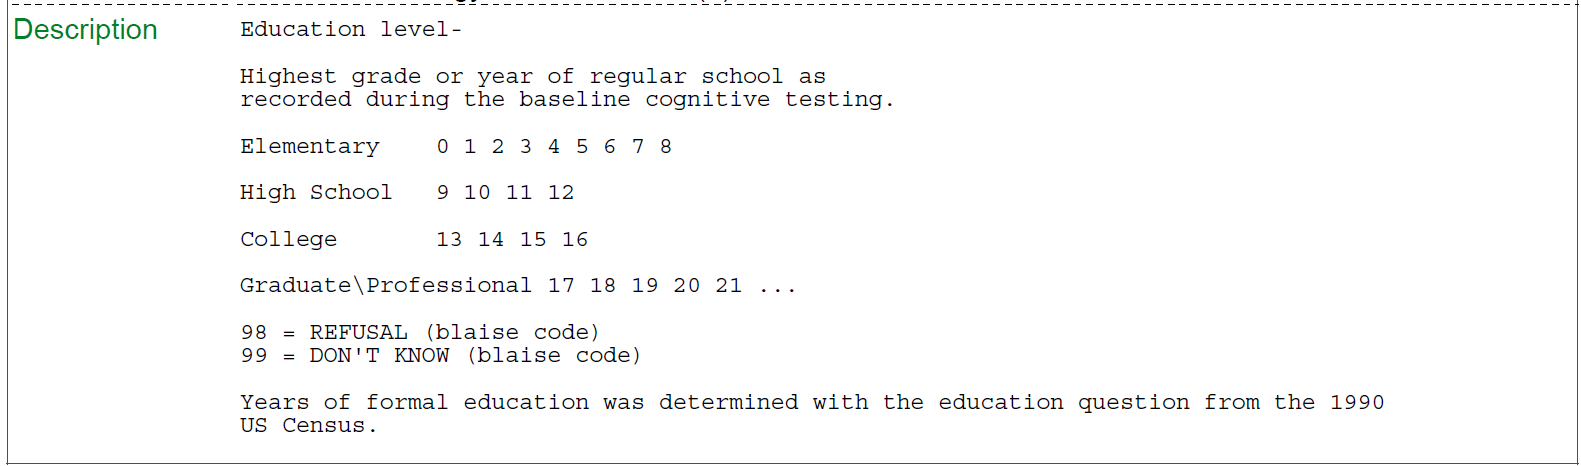 Description
Education level-
Highest grade or year of regular school as
recorded during the baseline cognitive testing.
Elementary    0 1 2 3 4 5 6 7 8
High School   9 10 11 12
College       13 14 15 16
Graduate\Professional 17 18 19 20 21 ...
98 = REFUSAL (blaise code)
99 = DON'T KNOW (blaise code)
Years of formal education was determined with the education question from the 1990
US Census.